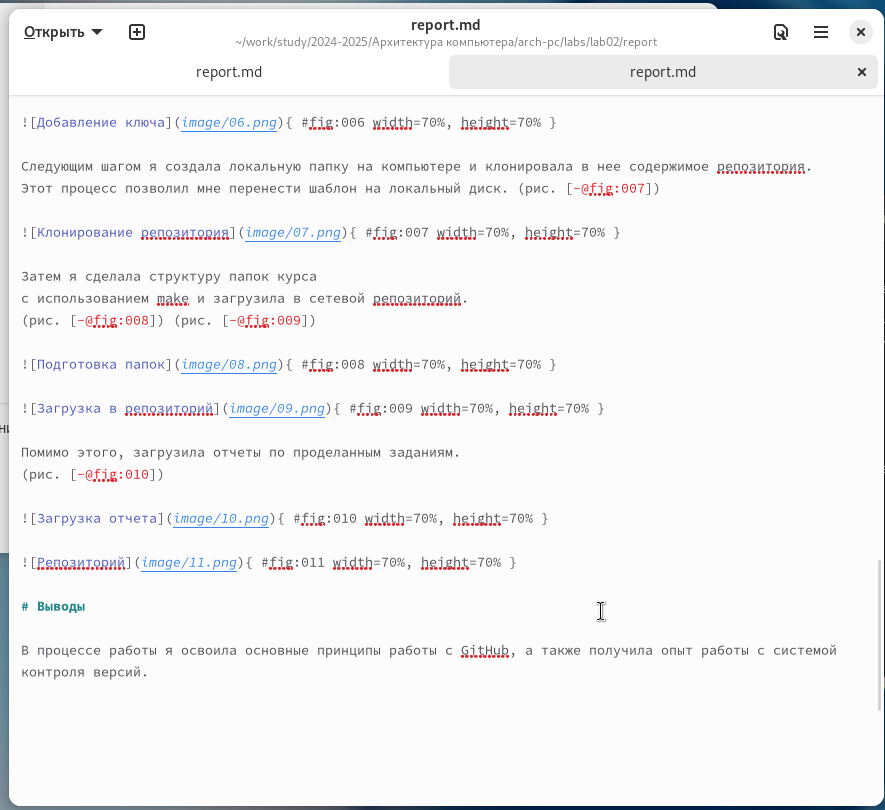 Открыть
report.md
~/work/study/2024-2025/Архитектура компьютера/arch-pc/labs/lab02/report
report.md
report.md
![Добавление ключа](image/06.png){ #fig:006 width=70%, height=70% }
Следующим шагом я создала локальную папку на компьютере и клонировала в нее содержимое репозитория.
Этот процесс позволил мне перенести шаблон на локальный диск. (рис. [-@fig:007])
![Клонирование репозитория](image/07.png){ #fig:007 width=70%, height=70% }
Затем я сделала структуру папок курса
с использованием make и загрузила в сетевой репозиторий.
(рис. [-@fig:008]) (рис. [-@fig:009])
![Подготовка папок](image/08.png){ #fig:008 width=70%, height=70% }
![Загрузка в репозиторий](image/09.png){ #fig:009 width=70%, height=70% }
Помимо этого, загрузила отчеты по проделанным заданиям.
(рис. [-@fig:010])
![Загрузка отчета](image/10.png){ #fig:010 width=70%, height=70% }
![Репозиторий](image/11.png){ #fig:011 width=70%, height=70% }
# Выводы
В процессе работы я освоила основные принципы работы с GitHub, а также получила опыт работы с системой
контроля версий.